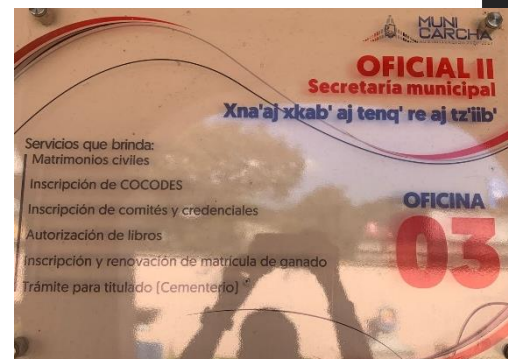 MUNI
CARCHA
OFICIAL II
Secretaría municipal
Xna'aj xkab' aj tenq' re aj tz'iib'
Servicios que brinda:
Matrimonios civiles
Inscripción de COCODES
Inscripción de comités y credenciales
Autorización de libros
Inscripción y renovación de matrícula de ganado
Trámite para titulado [Cementerio]
OFICINA
03